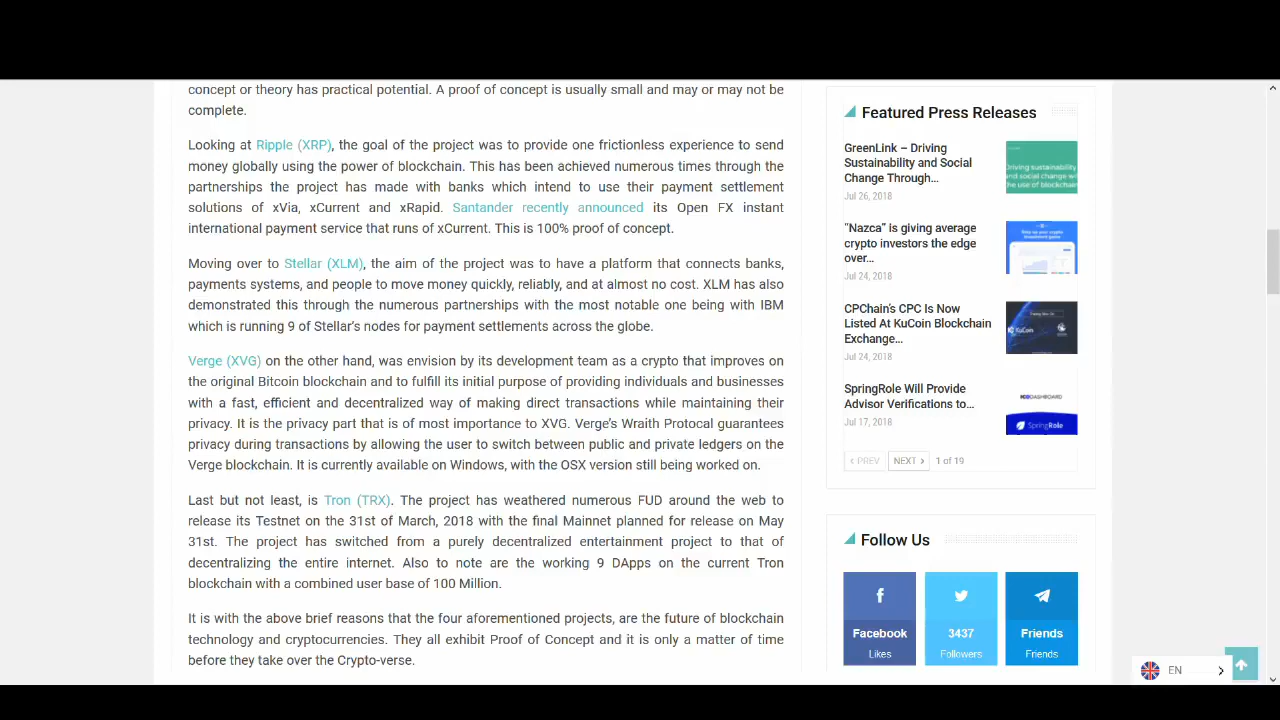 concept or theory has practical potential. A proof of concept is usually small and may or may not be
complete.
Looking at Ripple (XRP), the goal of the project was to provide one frictionless experience to send
money globally using the power of blockchain. This has been achieved numerous times through the
partnerships the project has made with banks which intend to use their payment settlement
solutions of xVia, xCurrent and xRapid. Santander recently announced its Open FX instant
international payment service that runs of xCurrent. This is 100% proof of concept.
Moving over to Stellar (XLM), the aim of the project was to have a platform that connects banks,
payments systems, and people to move money quickly, reliably, and at almost no cost. XLM has also
demonstrated this through the numerous partnerships with the most notable one being with IBM
which is running 9 of Stellar's nodes for payment settlements across the globe.
Verge (XVG) on the other hand, was envision by its development team as a crypto that improves on
the original Bitcoin blockchain and to fulfill its initial purpose of providing individuals and businesses
with a fast, efficient and decentralized way of making direct transactions while maintaining their
privacy. It is the privacy part that is of most importance to XVG. Verge's Wraith Protocal guarantees
privacy during transactions by allowing the user to switch between public and private ledgers on the
Verge blockchain. It is currently available on Windows, with the OSX version still being worked on.
Last but not least, is Tron (TRX). The project has weathered numerous FUD around the web to
release its Testnet on the 31st of March, 2018 with the final Mainnet planned for release on May
31st. The project has switched from a purely decentralized entertainment project to that of
decentralizing the entire internet. Also to note are the working 9 DApps on the current Tron
blockchain with a combined user base of 100 Million.
It is with the above brief reasons that the four aforementioned projects, are the future of blockchain
technology and cryptocurrencies. They all exhibit Proof of Concept and it is only a matter of time
before they take over the Crypto-verse.
Featured Press Releases
GreenLink – Driving
Sustainability and Social
Change Through...
Jul 26, 2018
Driving sustainability
and social change wi
the use of blockchain
"Nazca" is giving average
crypto investors the edge
over...
Jul 24, 2018
CPChain's CPC Is Now
Listed At KuCoin Blockchain
Exchange...
Jul 24, 2018
KuCoin
SpringRole Will Provide
Advisor Verifications to...
Jul 17, 2018
DASHBOARD
SpringRole
PREV
NEXT
1 of 19
Follow Us
Facebook
Likes
3437
Followers
Friends
Friends
EN